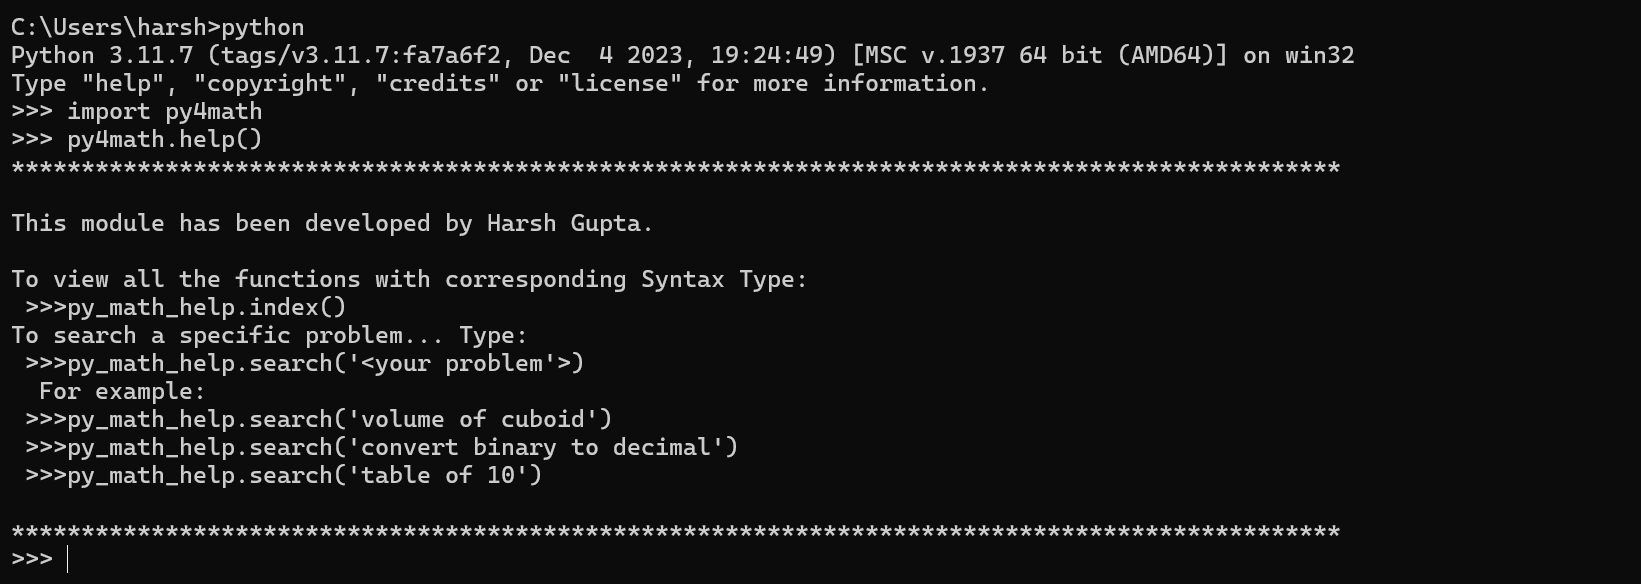 C:\Users\harsh>python
Python 3.11.7 (tags/v3.11.7:fa7a6f2, Dec  4 2023, 19:24:49) [MSC v.1937 64 bit (AMD64)] on win32
Type "help", "copyright", "credits" or "license" for more information.
>>> import py4math
>>> py4math.help()
***********************************************************************************************

This module has been developed by Harsh Gupta.

To view all the functions with corresponding Syntax Type:
 >>>py_math_help.index()
To search a specific problem... Type:
 >>>py_math_help.search('<your problem'>)
  For example:
 >>>py_math_help.search('volume of cuboid')
 >>>py_math_help.search('convert binary to decimal')
 >>>py_math_help.search('table of 10')

***********************************************************************************************
>>>